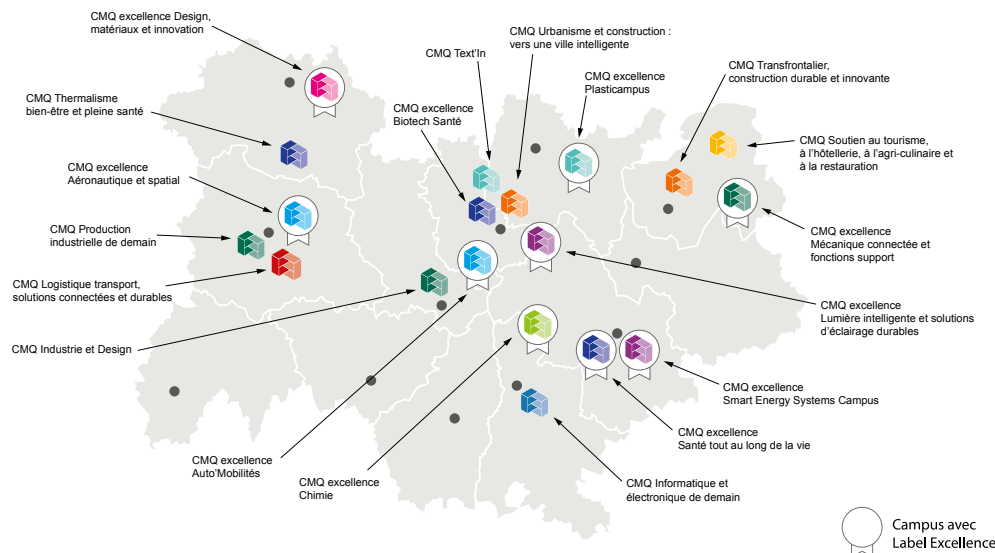 CMQ excellence Design,
matériaux et innovation
CMQ Urbanisme et construction :
vers une ville intelligente
CMQ Text'In
CMQ Transfrontalier,
construction durable et innovante
CMQ excellence
Plasticampus
CMQ Thermalisme
bien-être et pleine santé
CMQ excellence
Biotech Santé
CMQ Soutien au tourisme,
à l'hôtellerie, à l'agri-culinaire et
à la restauration
CMQ excellence
Aéronautique et spatial
CMQ Production
industrielle de demain
CMQ excellence
Mécanique connectée et
fonctions support
CMQ Logistique transport,
solutions connectées et durables
CMQ excellence
Lumière intelligente et solutions
d'éclairage durables
CMQ Industrie et Design
CMQ excellence
Smart Energy Systems Campus
CMQ excellence
Santé tout au long de la vie
CMQ excellence
Auto'Mobilités
CMQ excellence
Chimie
CMQ Informatique et
électronique de demain
Campus avec
Label Excellence